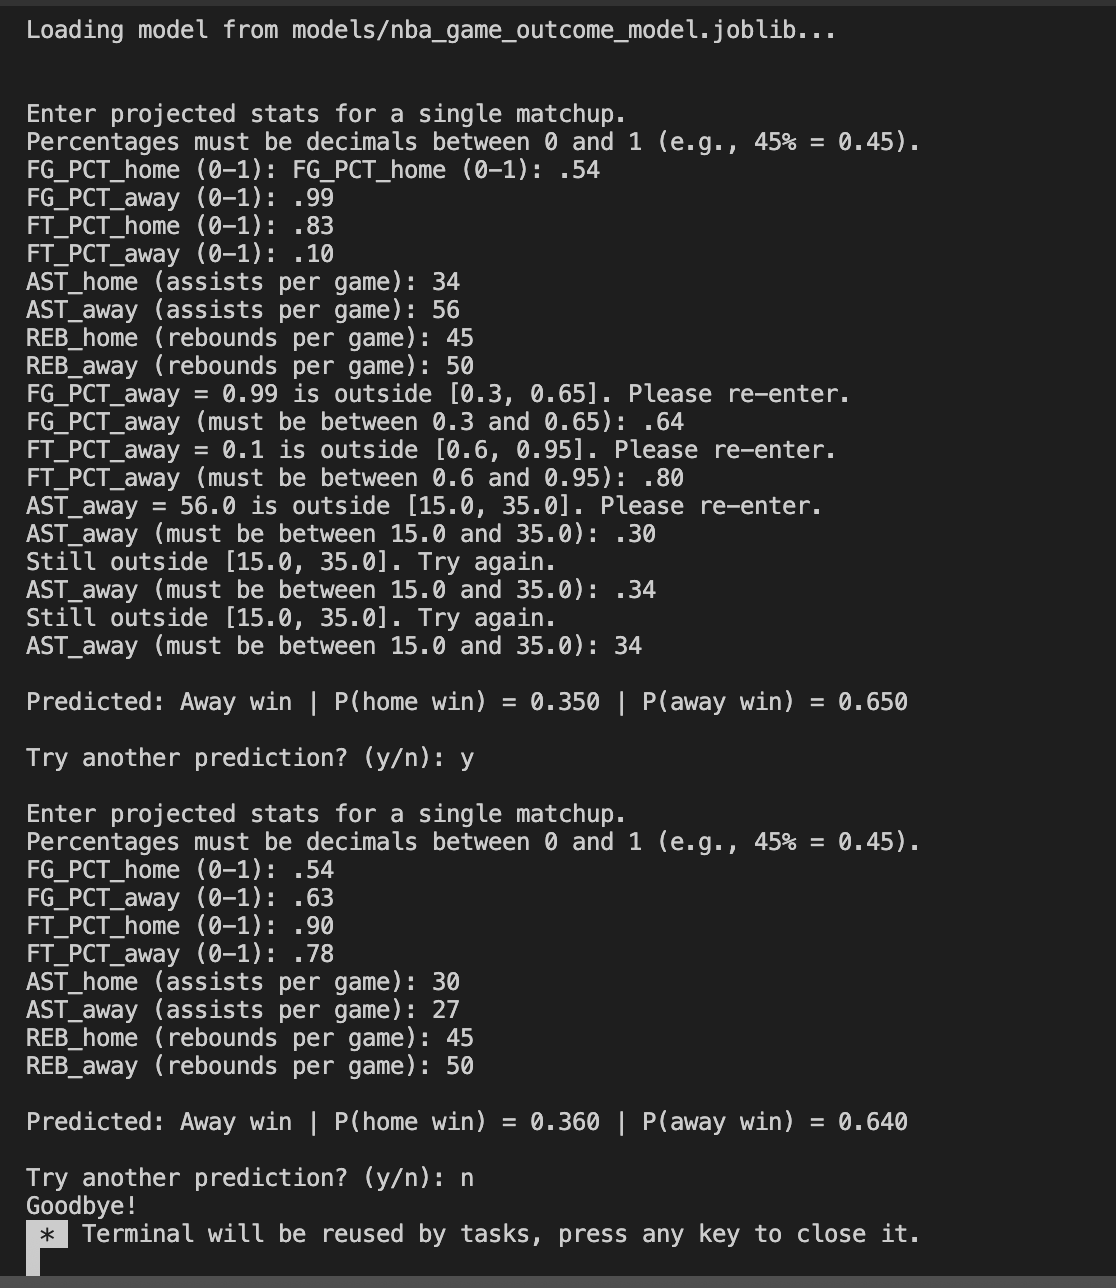 Loading model from models/nba_game_outcome_model.joblib...
Enter projected stats for a single matchup.
Percentages must be decimals between 0 and 1 (e.g., 45% = 0.45).
FG_PCT_home (0-1): FG_PCT_home (0-1): .54
FG_PCT_away (0-1): .99
FT_PCT_home (0-1): .83
FT_PCT_away (0-1): .10
AST_home (assists per game): 34
AST_away (assists per game): 56
REB_home (rebounds per game): 45
REB_away (rebounds per game): 50
FG_PCT_away = 0.99 is outside [0.3, 0.65]. Please re-enter.
FG_PCT_away (must be between 0.3 and 0.65): .64
FT_PCT_away = 0.1 is outside [0.6, 0.95]. Please re-enter.
FT_PCT_away (must be between 0.6 and 0.95): .80
AST_away = 56.0 is outside [15.0, 35.0]. Please re-enter.
AST_away (must be between 15.0 and 35.0): .30
Still outside [15.0, 35.0]. Try again.
AST_away (must be between 15.0 and 35.0): .34
Still outside [15.0, 35.0]. Try again.
AST_away (must be between 15.0 and 35.0): 34
Predicted: Away win | P(home win) = 0.350 | P(away win) = 0.650
Try another prediction? (y/n): y
Enter projected stats for a single matchup.
Percentages must be decimals between 0 and 1 (e.g., 45% = 0.45).
FG_PCT_home (0-1): .54
FG_PCT_away (0-1): .63
FT_PCT_home (0-1): .90
FT_PCT_away (0-1): .78
AST_home (assists per game): 30
AST_away (assists per game): 27
REB_home (rebounds per game): 45
REB_away (rebounds per game): 50
Predicted: Away win | P(home win) = 0.360 | P(away win) = 0.640
Try another prediction? (y/n): n
Goodbye!
* Terminal will be reused by tasks, press any key to close it.